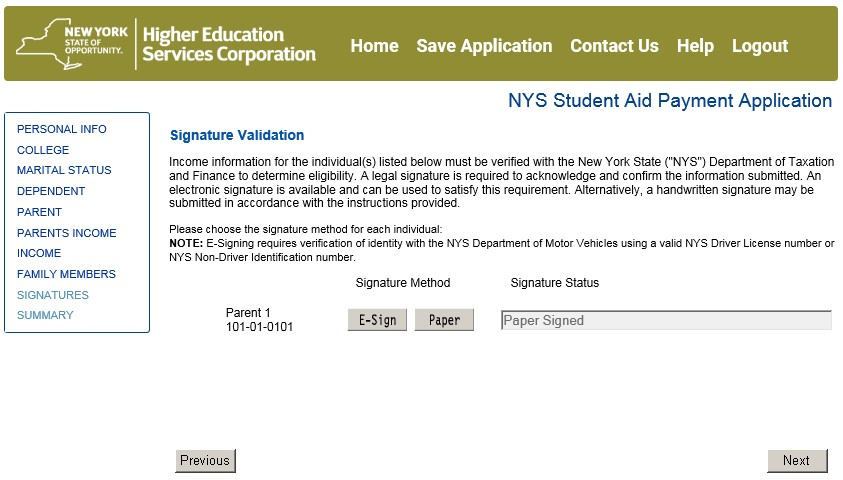 NEW YORK
STATE OF
OPPORTUNITY.
Higher Education
Services Corporation
Home Save Application Contact Us Help Logout
NYS Student Aid Payment Application
PERSONAL INFO
COLLEGE
MARITAL STATUS
DEPENDENT
PARENT
PARENTS INCOME
INCOME
FAMILY MEMBERS
SIGNATURES
SUMMARY
Signature Validation
Income information for the individual(s) listed below must be verified with the New York State ("NYS") Department of Taxation
and Finance to determine eligibility. A legal signature is required to acknowledge and confirm the information submitted. An
electronic signature is available and can be used to satisfy this requirement. Alternatively, a handwritten signature may be
submitted in accordance with the instructions provided.
Please choose the signature method for each individual:
NOTE: E-Signing requires verification of identity with the NYS Department of Motor Vehicles using a valid NYS Driver License number or
NYS Non-Driver Identification number.
Signature Method Signature Status
Parent 1
101-01-0101
E-Sign Paper Paper Signed
Previous Next